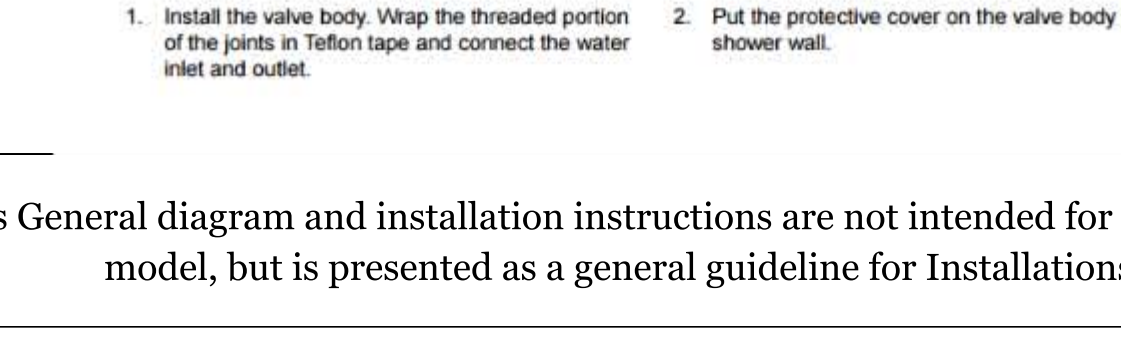 1. Install the valve body. Wrap the threaded portion
of the joints in Teflon tape and connect the water
inlet and outlet.
2. Put the protective cover on the valve body
shower wall.
s General diagram and installation instructions are not intended for
model, but is presented as a general guideline for Installations